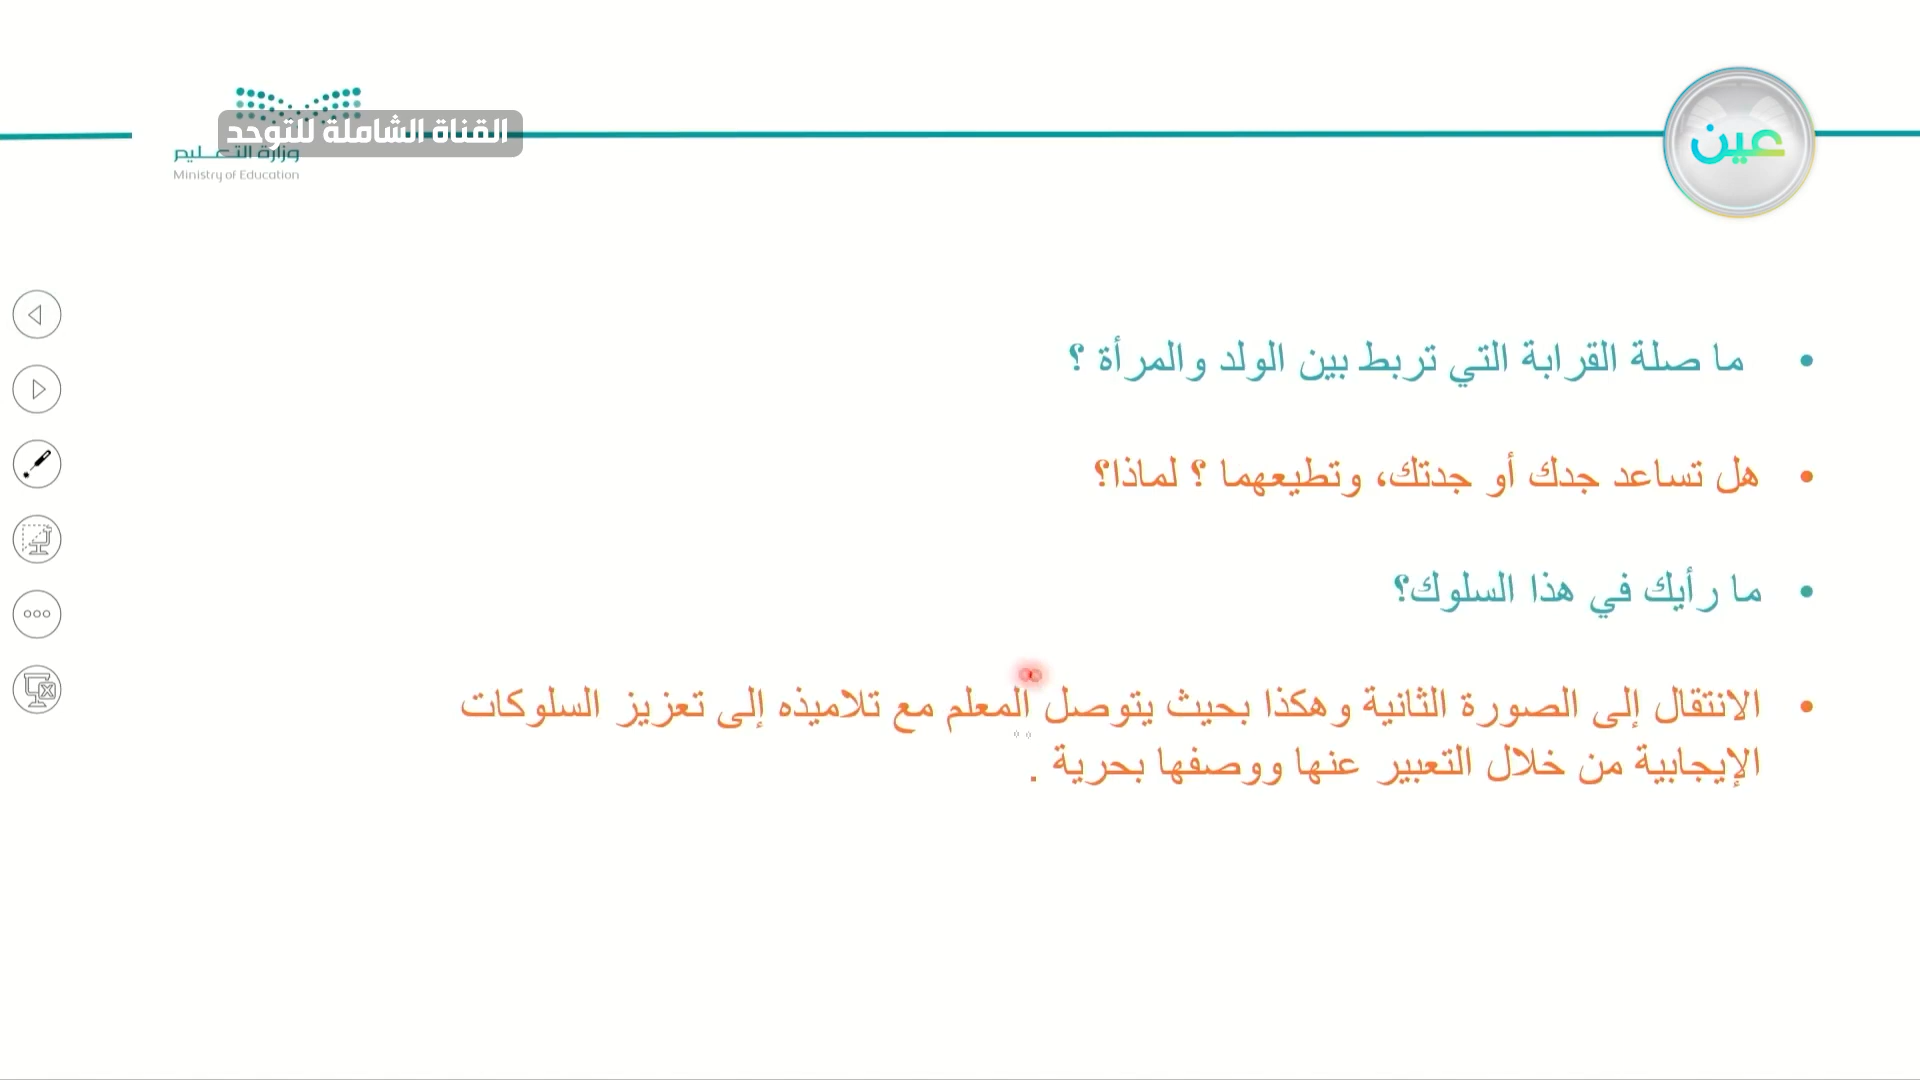 القناة الشاملة للتوحد
وزارة التعـليم
Ministry of Education
عين
• ما صلة القرابة التي تربط بين الولد والمرأة ؟
• هل تساعد جدك أو جدتك، وتطيعهما ؟ لماذا؟
• ما رأيك في هذا السلوك؟
• الانتقال إلى الصورة الثانية وهكذا بحيث يتوصل المعلم مع تلاميذه إلى تعزيز السلوكات
الإيجابية من خلال التعبير عنها ووصفها بحرية .